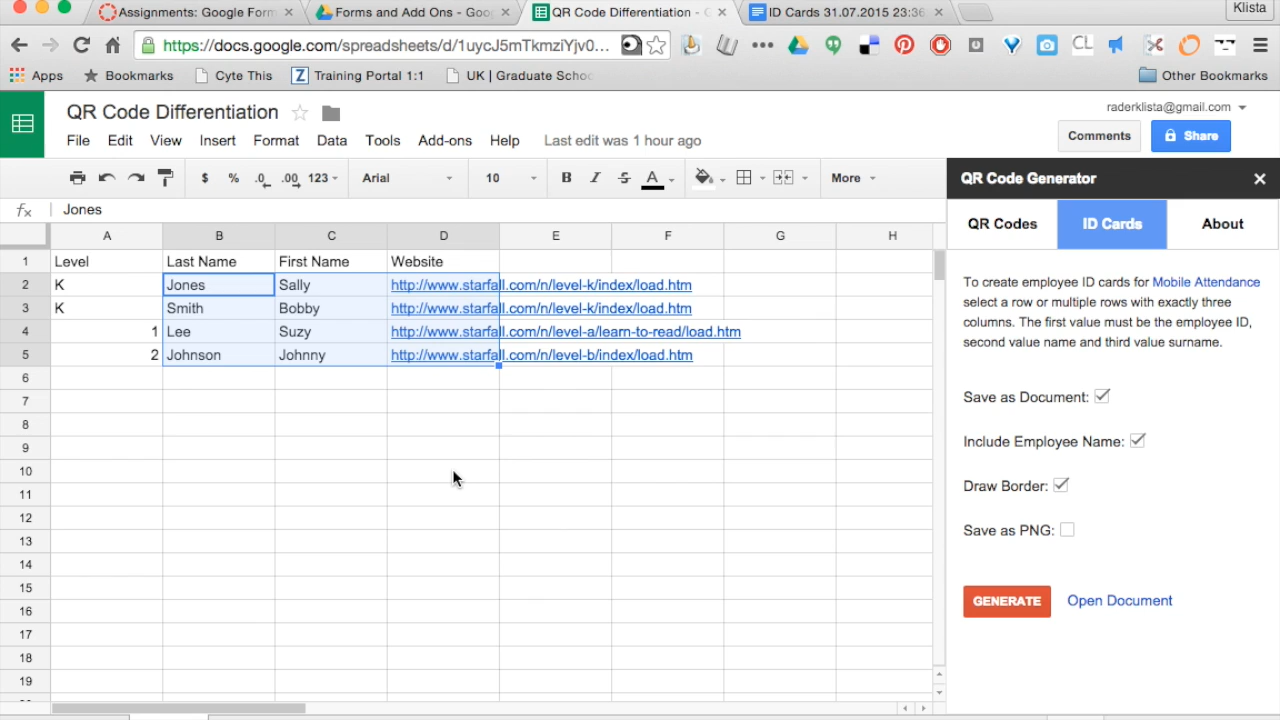 Klista
Assignments: Google Form
Forms and Add Ons - Goog
QR Code Differentiation - G
ID Cards 31.07.2015 23:36
https://docs.google.com/spreadsheets/d/1uycJ5mTkmziYjv0...
CL
Apps
Bookmarks
Cyte This
Training Portal 1:1
UK | Graduate Schoo
Other Bookmarks
QR Code Differentiation
raderklista@gmail.com
File Edit View Insert Format Data Tools Add-ons Help Last edit was 1 hour ago
Comments
Share
$ % .0 .00 123 Arial 10 B I S A More
fx Jones
A B C D E F G H
1 Level Last Name First Name Website
2 K Jones Sally http://www.starfall.com/n/level-k/index/load.htm
3 K Smith Bobby http://www.starfall.com/n/level-k/index/load.htm
4 1 Lee Suzy http://www.starfall.com/n/level-a/learn-to-read/load.htm
5 2 Johnson Johnny http://www.starfall.com/n/level-b/index/load.htm
6
7
8
9
10
11
12
13
14
15
16
17
18
19
QR Code Generator
QR Codes ID Cards About
To create employee ID cards for Mobile Attendance
select a row or multiple rows with exactly three
columns. The first value must be the employee ID,
second value name and third value surname.
Save as Document:
Include Employee Name:
Draw Border:
Save as PNG:
GENERATE Open Document